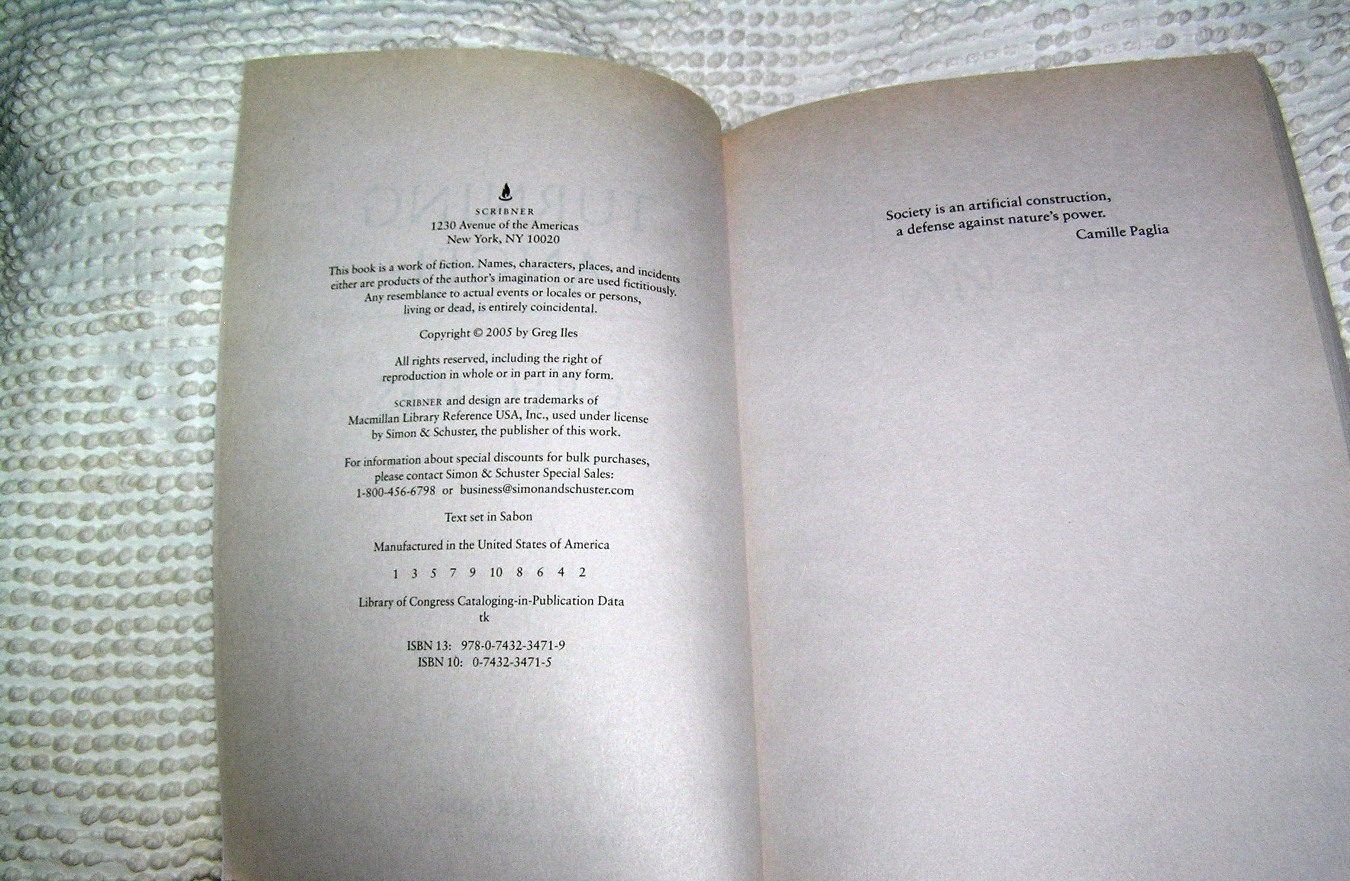 SCRIBNER
1230 Avenue of the Americas
New York, NY 10020
This book is a work of fiction. Names, characters, places, and incidents
either are products of the author's imagination or are used fictitiously.
Any resemblance to actual events or locales or persons,
living or dead, is entirely coincidental.
Copyright © 2005 by Greg Iles
All rights reserved, including the right of
reproduction in whole or in part in any form.
SCRIBNER and design are trademarks of
Macmillan Library Reference USA, Inc., used under license
by Simon & Schuster, the publisher of this work.
For information about special discounts for bulk purchases,
please contact Simon & Schuster Special Sales:
1-800-456-6798 or business@simonandschuster.com
Text set in Sabon
Manufactured in the United States of America
1 3 5 7 9 10 8 6 4 2
Library of Congress Cataloging-in-Publication Data
tk
ISBN 13: 978-0-7432-3471-9
ISBN 10: 0-7432-3471-5
Society is an artificial construction,
a defense against nature's power.
Camille Paglia